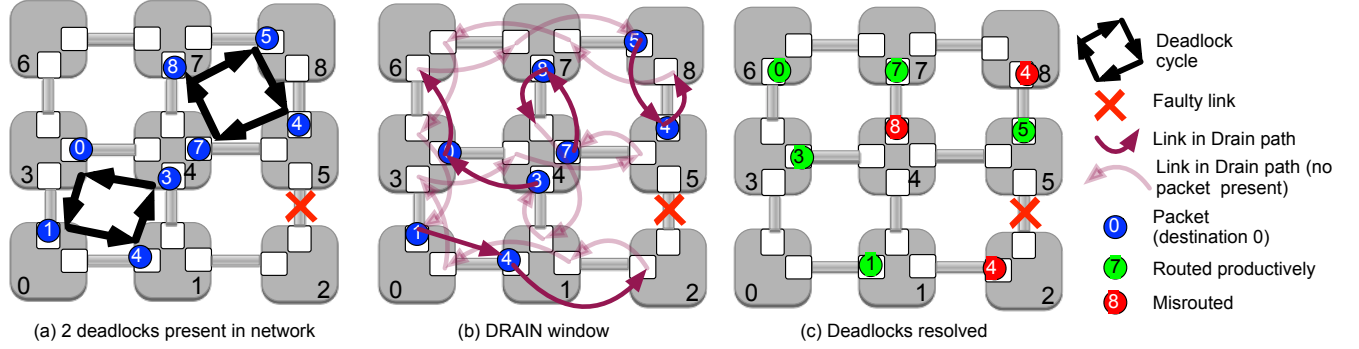 5
6 8 7 8
4
0 7
3 3 4 5
1
4
0 1 2
(a) 2 deadlocks present in network
5
6 8 7 8
4
0 7
3 3 4 5
1
4
0 1 2
(b) DRAIN window
6 0 7 7 4 8
8 5
3
3 4 5
1 4
0 1 2
(c) Deadlocks resolved
Deadlock
cycle
Faulty link
Link in Drain path
Link in Drain path (no
packet present)
0 Packet
(destination 0)
7 Routed productively
8 Misrouted